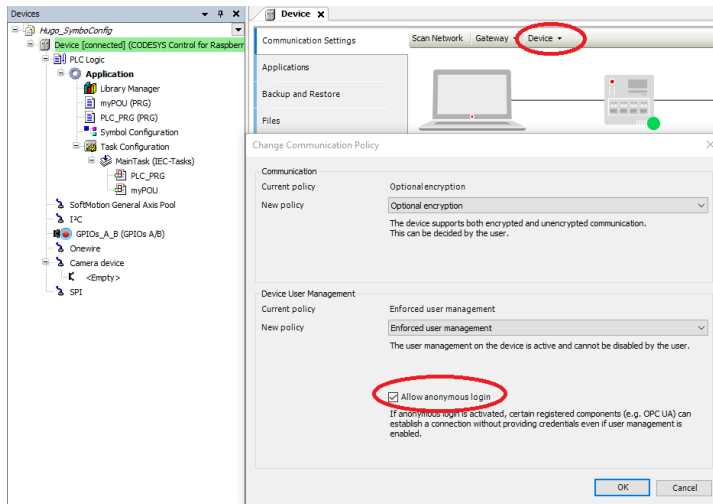 Devices
Hugo_SymboConfig
Device [connected] (CODESYS Control for Raspberr
PLC Logic
Application
Library Manager
myPOU (PRG)
PLC_PRG (PRG)
Symbol Configuration
Task Configuration
MainTask (IEC-Tasks)
PLC_PRG
myPOU
SoftMotion General Axis Pool
I²C
GPIOs_A_B (GPIOs A/B)
Onewire
Camera device
<Empty>
SPI
Device
Communication Settings
Applications
Backup and Restore
Files
Scan Network Gateway Device
Change Communication Policy
Communication
Current policy Optional encryption
New policy Optional encryption
The device supports both encrypted and unencrypted communication.
This can be decided by the user.
Device User Management
Current policy Enforced user management
New policy Enforced user management
The user management on the device is active and cannot be disabled by the user.
Allow anonymous login
If anonymous login is activated, certain registered components (e.g. OPC UA) can
establish a connection without providing credentials even if user management is
enabled.
OK Cancel